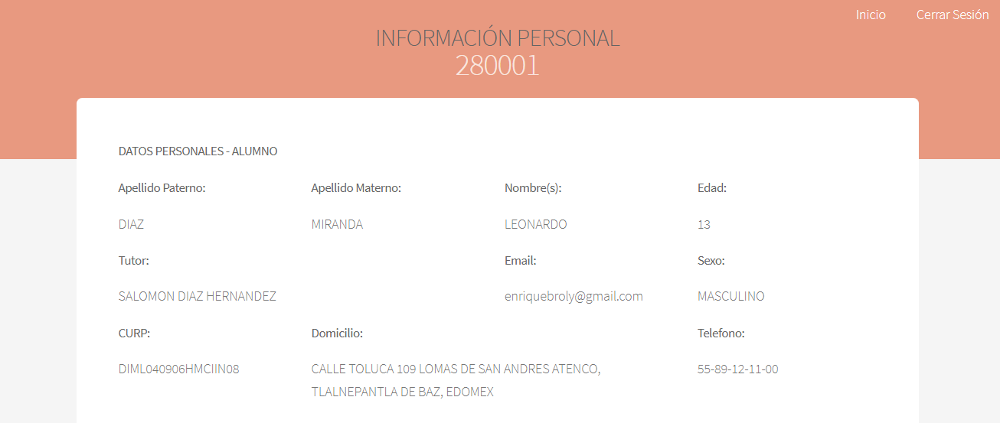 Inicio Cerrar Sesión
INFORMACIÓN PERSONAL
280001
DATOS PERSONALES - ALUMNO
Apellido Paterno: Apellido Materno: Nombre(s): Edad:
DIAZ MIRANDA LEONARDO 13
Tutor: Email: Sexo:
SALOMON DIAZ HERNANDEZ enriquebroly@gmail.com MASCULINO
CURP: Domicilio: Telefono:
DIML040906HMCIIN08 CALLE TOLUCA 109 LOMAS DE SAN ANDRES ATENCO, 55-89-12-11-00
TLALNEPANTLA DE BAZ, EDOMEX